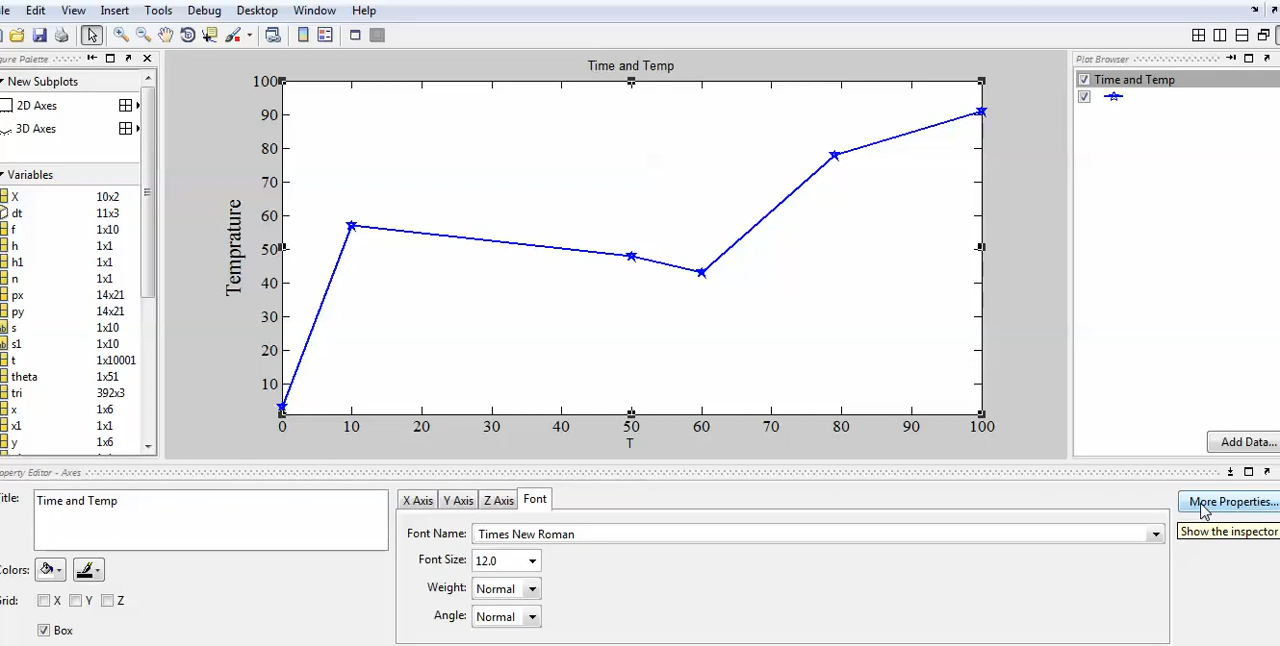 le Edit View Insert Tools Debug Desktop Window Help
gure Palette
New Subplots
2D Axes
3D Axes
Variables
X 10x2
dt 11x3
f 1x10
h 1x1
h1 1x1
n 1x1
px 14x21
py 14x21
s 1x10
s1 1x10
t 1x10001
theta 1x51
tri 392x3
x 1x6
x1 1x1
y 1x6
Time and Temp
100
90
80
70
60
50
40
30
20
10
Temprature
0 10 20 30 40 50 60 70 80 90 100
T
Plot Browser
Time and Temp
Add Data...
operty Editor - Axes
Title: Time and Temp
Colors:
Grid: X Y Z
Box
X Axis Y Axis Z Axis Font
Font Name: Times New Roman
Font Size: 12.0
Weight: Normal
Angle: Normal
More Properties...
Show the inspector